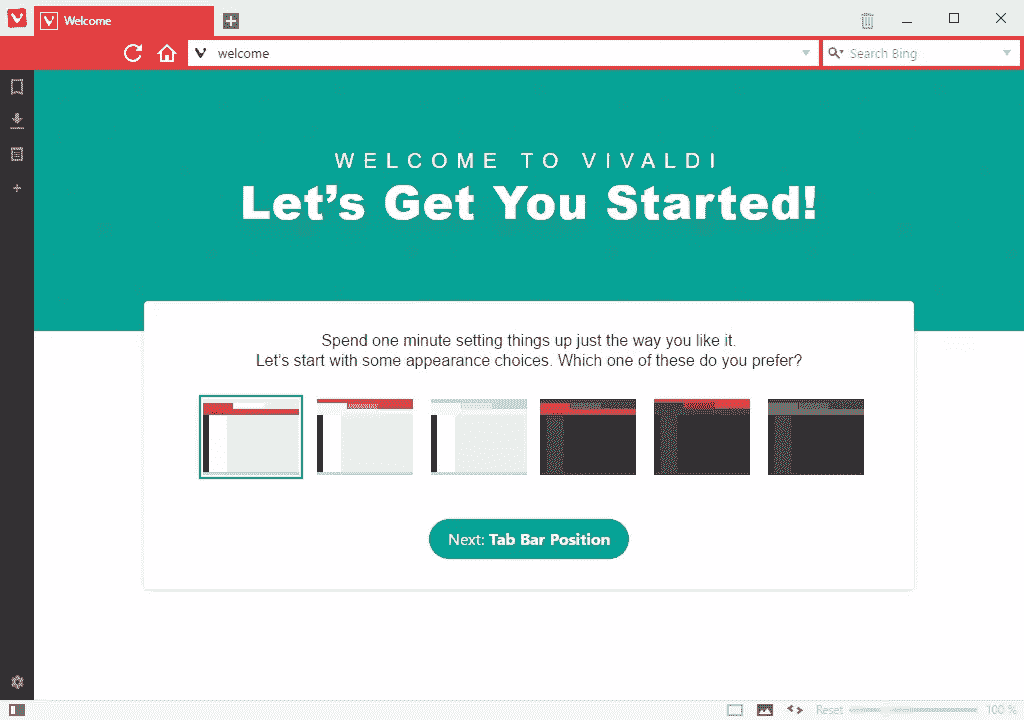 Welcome
welcome
Search Bing
WELCOME TO VIVALDI
Let's Get You Started!
Spend one minute setting things up just the way you like it.
Let's start with some appearance choices. Which one of these do you prefer?
Next: Tab Bar Position
Reset
100 %